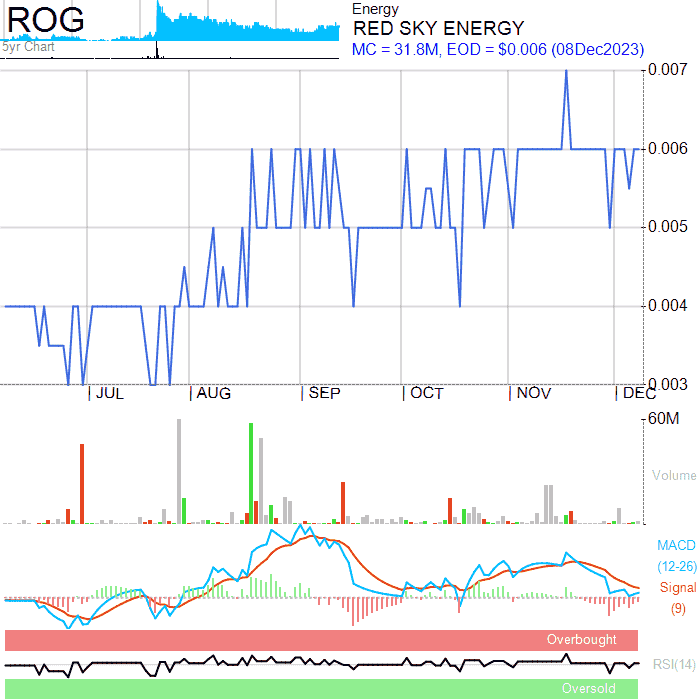 ROG
5yr Chart
Energy
RED SKY ENERGY
MC = 31.8M, EOD = $0.006 (08Dec2023)
0.007
0.006
0.005
0.004
0.003
JUL AUG SEP OCT NOV DEC
60M
Volume
MACD
(12-26)
Signal
(9)
Overbought
RSI(14)
Oversold